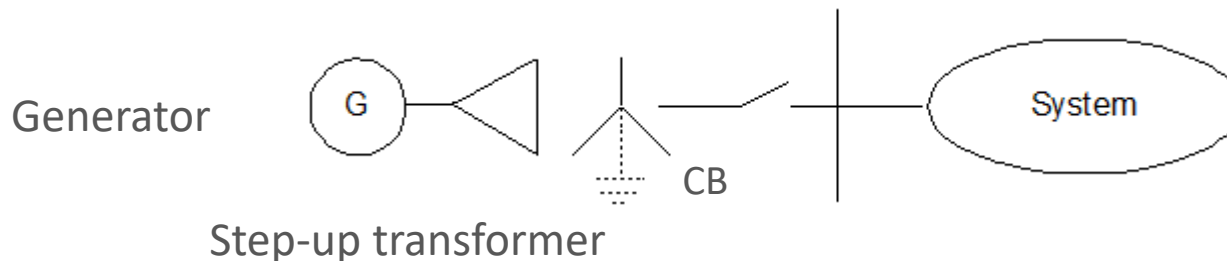 Generator
G
System
CB
Step-up transformer